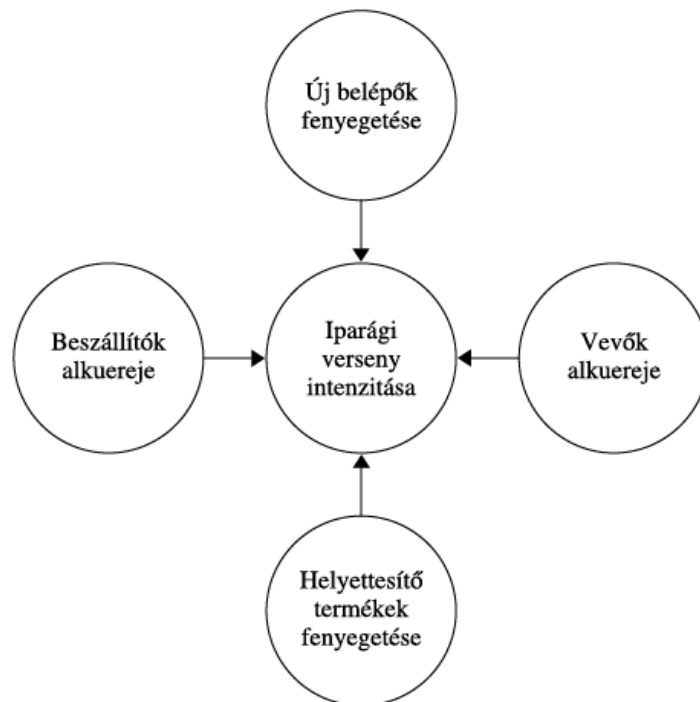 Új belépők
fenyegetése
Beszállítók
alkuereje
Iparági
verseny
intenzitása
Vevők
alkuereje
Helyettesítő
termékek
fenyegetése